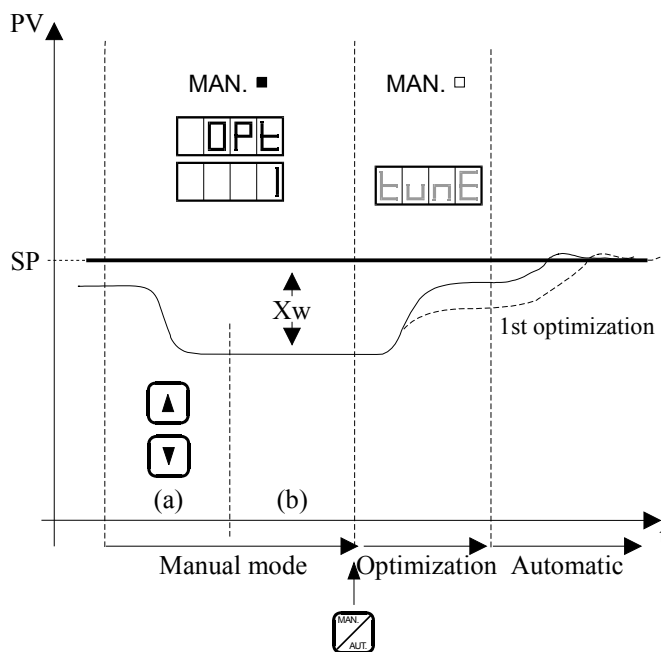 PV
MAN. ■ MAN. □
OPt
1
tunE
SP
Xw
1st optimization
(a) (b)
Manual mode Optimization Automatic
MAN.
AUT.